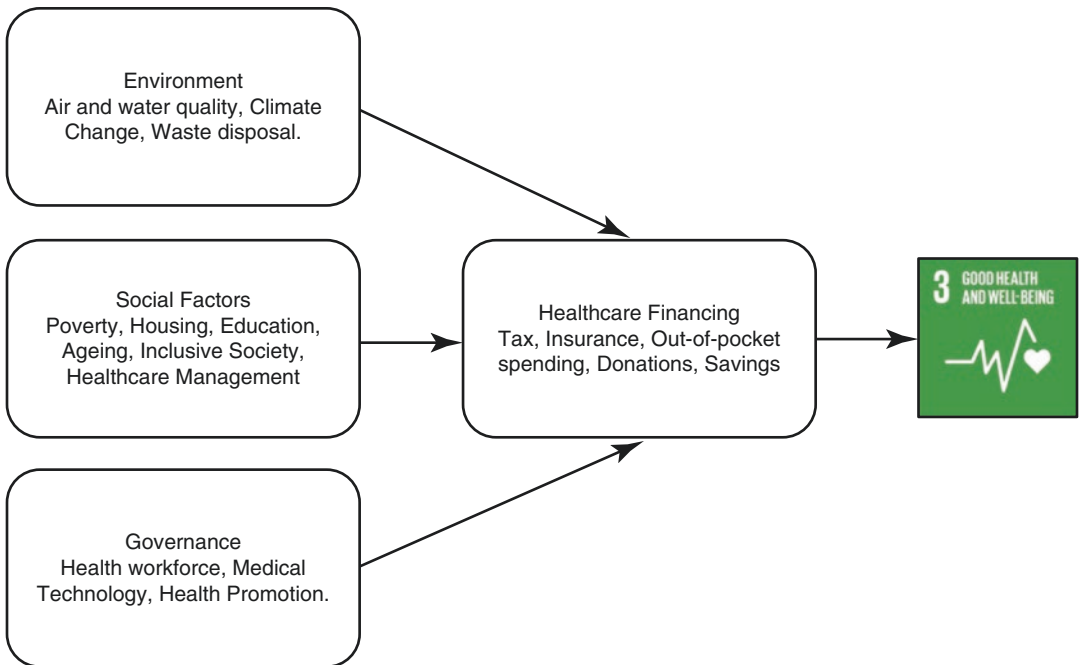 Environment
Air and water quality, Climate
Change, Waste disposal.
Social Factors
Poverty, Housing, Education,
Ageing, Inclusive Society,
Healthcare Management
Governance
Health workforce, Medical
Technology, Health Promotion.
Healthcare Financing
Tax, Insurance, Out-of-pocket
spending, Donations, Savings
3 GOOD HEALTH
AND WELL-BEING